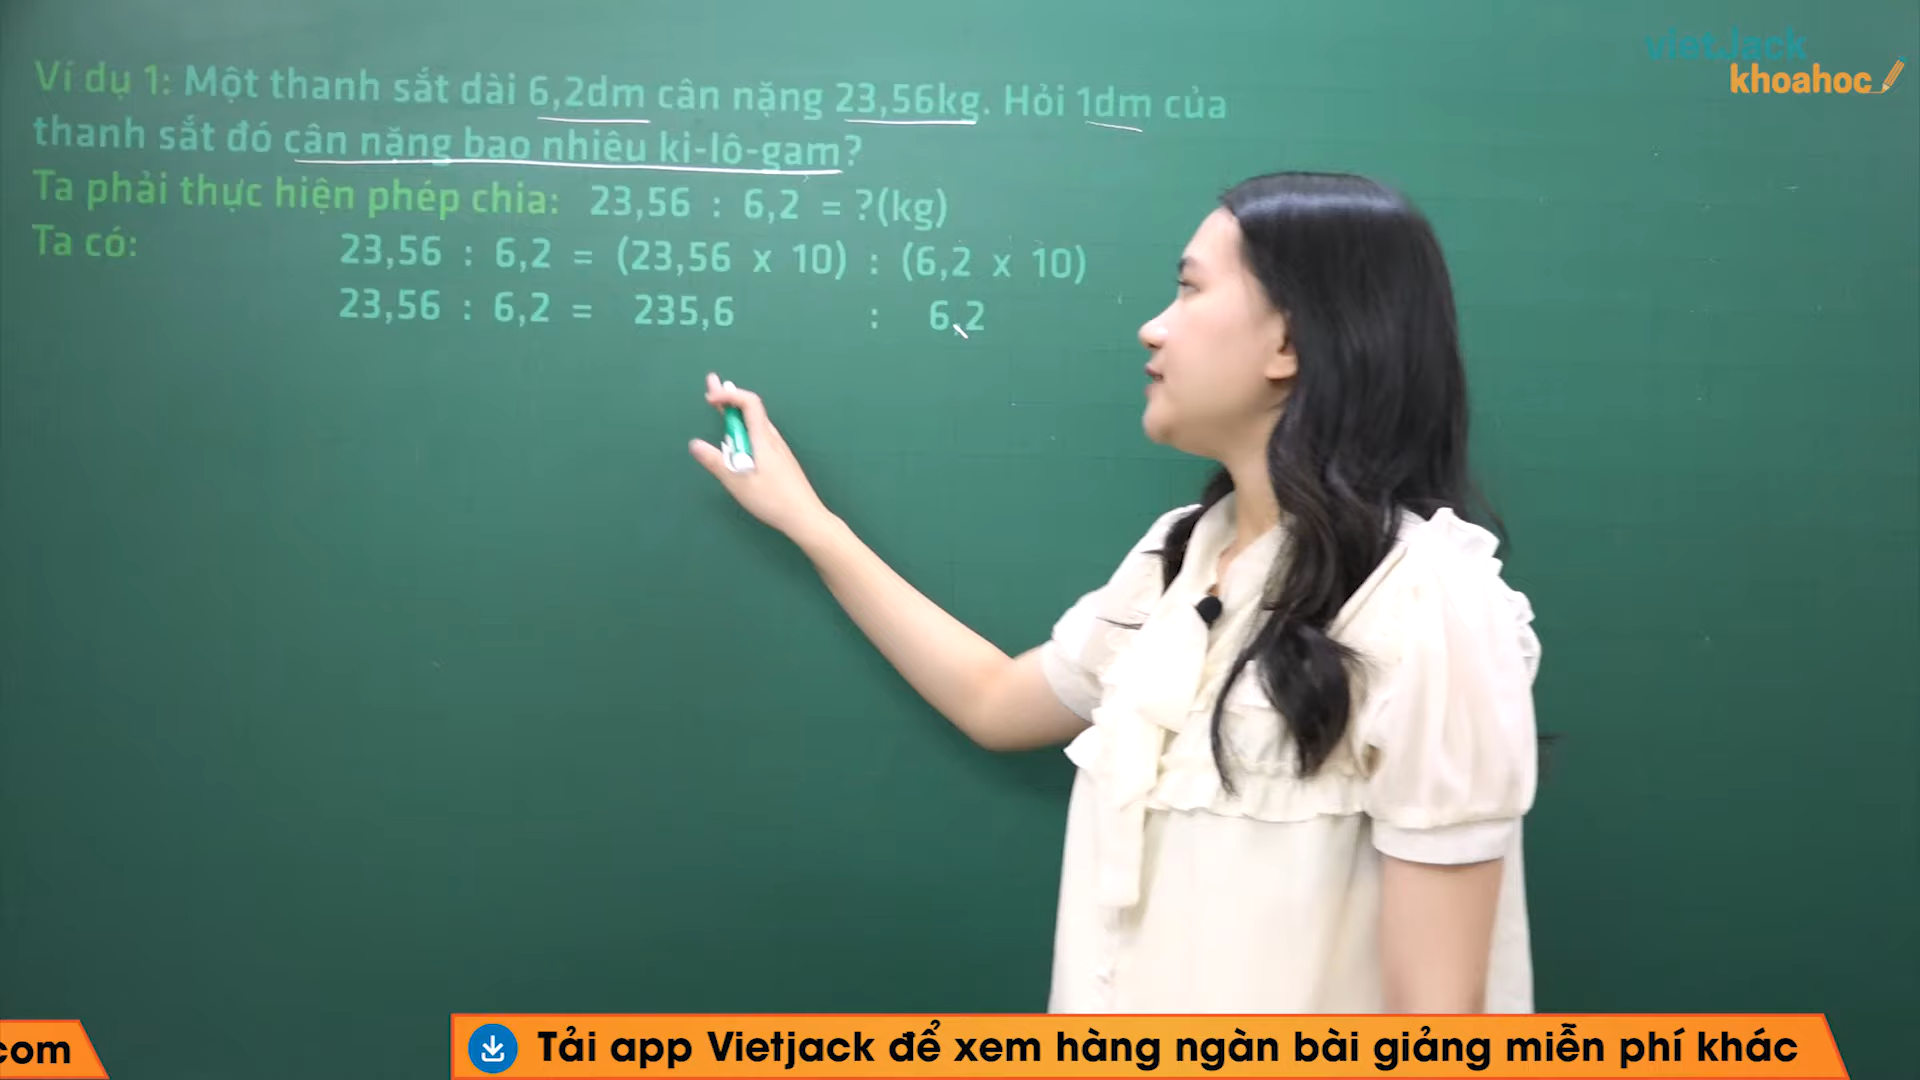 vietJack
khoahoc
Ví dụ 1: Một thanh sắt dài 6,2dm cân nặng 23,56kg. Hỏi 1dm của
thanh sắt đó cân nặng bao nhiêu ki-lô-gam?
Ta phải thực hiện phép chia: 23,56 : 6,2 = ?(kg)
Ta có: 23,56 : 6,2 = (23,56 x 10) : (6,2 x 10)
23,56 : 6,2 = 235,6 : 6,2
com
Tải app Vietjack để xem hàng ngàn bài giảng miễn phí khác